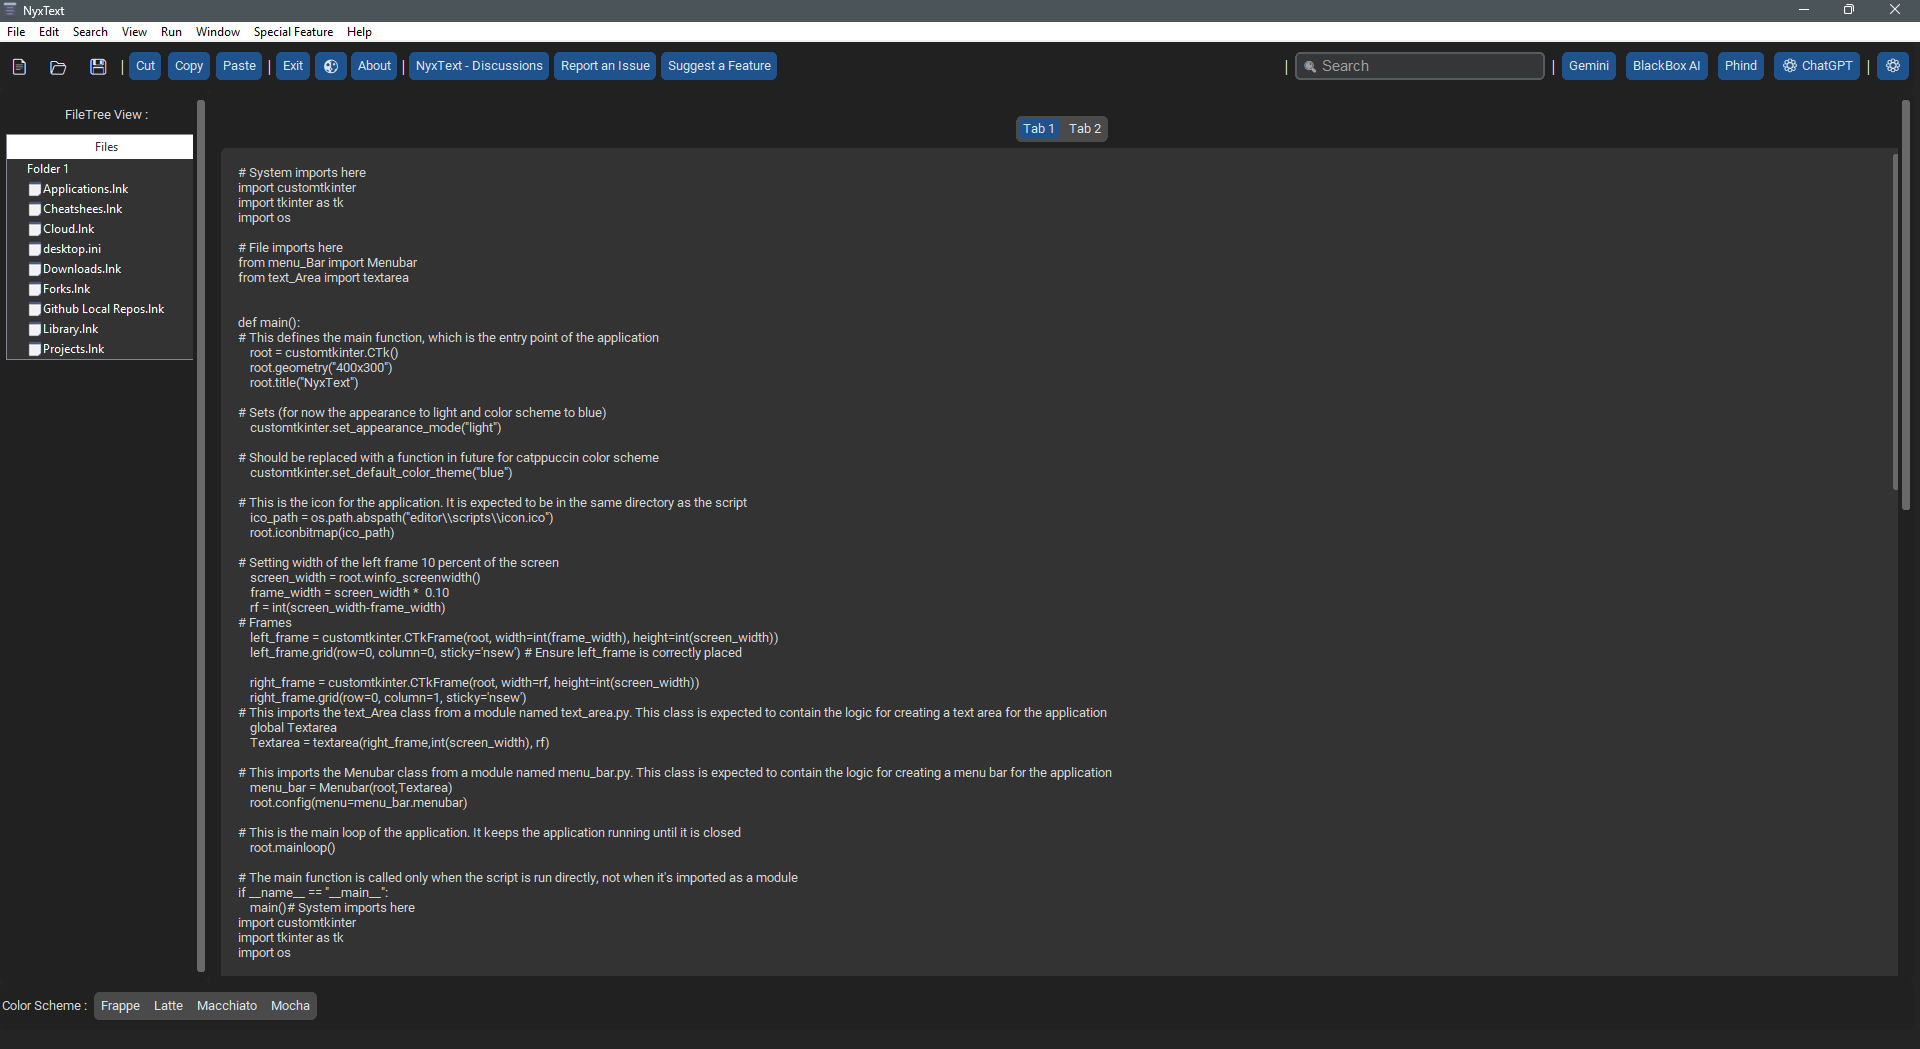 NyxText
File Edit Search View Run Window Special Feature Help
| Cut Copy Paste | Exit About | NyxText - Discussions Report an Issue Suggest a Feature | Search | Gemini BlackBox AI Phind ChatGPT |
FileTree View :
Files
Folder 1
Applications.lnk
Cheatshees.lnk
Cloud.lnk
desktop.ini
Downloads.lnk
Forks.lnk
Github Local Repos.lnk
Library.lnk
Projects.lnk
Tab 1 Tab 2
# System imports here
import customtkinter
import tkinter as tk
import os
# File imports here
from menu_Bar import Menubar
from text_Area import textarea
def main():
# This defines the main function, which is the entry point of the application
root = customtkinter.CTk()
root.geometry("400x300")
root.title("NyxText")
# Sets (for now the appearance to light and color scheme to blue)
customtkinter.set_appearance_mode("light")
# Should be replaced with a function in future for catppuccin color scheme
customtkinter.set_default_color_theme("blue")
# This is the icon for the application. It is expected to be in the same directory as the script
ico_path = os.path.abspath("editor\\scripts\\icon.ico")
root.iconbitmap(ico_path)
# Setting width of the left frame 10 percent of the screen
screen_width = root.winfo_screenwidth()
frame_width = screen_width * 0.10
rf = int(screen_width-frame_width)
# Frames
left_frame = customtkinter.CTkFrame(root, width=int(frame_width), height=int(screen_width))
left_frame.grid(row=0, column=0, sticky='nsew') # Ensure left_frame is correctly placed
right_frame = customtkinter.CTkFrame(root, width=rf, height=int(screen_width))
right_frame.grid(row=0, column=1, sticky='nsew')
# This imports the text_Area class from a module named text_area.py. This class is expected to contain the logic for creating a text area for the application
global Textarea
Textarea = textarea(right_frame,int(screen_width), rf)
# This imports the Menubar class from a module named menu_bar.py. This class is expected to contain the logic for creating a menu bar for the application
menu_bar = Menubar(root,Textarea)
root.config(menu=menu_bar.menubar)
# This is the main loop of the application. It keeps the application running until it is closed
root.mainloop()
# The main function is called only when the script is run directly, not when it's imported as a module
if __name__ == "__main__":
main()# System imports here
import customtkinter
import tkinter as tk
import os
Color Scheme : Frappe Latte Macchiato Mocha